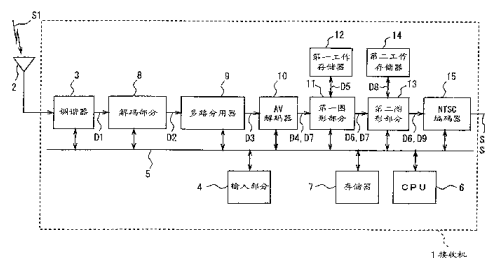 S1
12
14
第一工作
存储器
第二工作
存储器
2
3
8
9
10
11
D5
D8
13
15
调谐器
解码部分
多路分用器
AV
解码器
第一图
形部分
第二图
形部分
NTSC
编码器
D1
D2
D3
D4, D7
D6, D7
D6, D9
S
S
5
4
输入部分
7
存储器
CPU
6
1 接收机